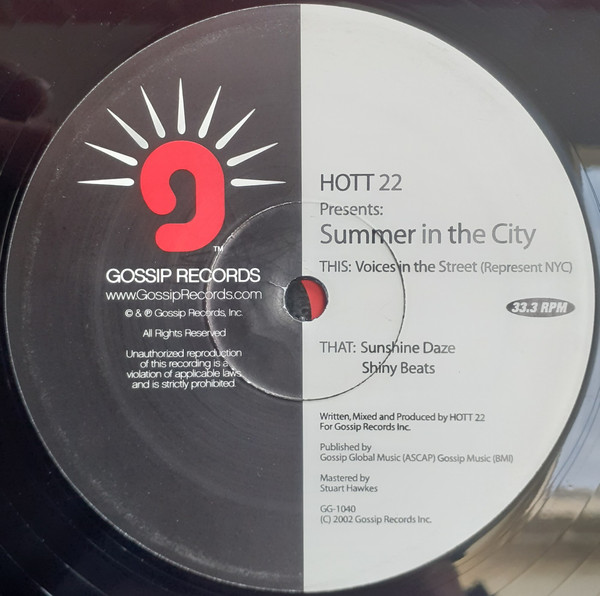 g
TM
GOSSIP RECORDS
www.GossipRecords.com
© & ℗ Gossip Records, Inc.
All Rights Reserved
Unauthorized reproduction
of this recording is a
violation of applicable laws
and is strictly prohibited
HOTT 22
Presents:
Summer in the City
THIS: Voices in the Street (Represent NYC)
33.3 RPM
THAT: Sunshine Daze
Shiny Beats
Written, Mixed and Produced by HOTT 22
For Gossip Records Inc.
Published by
Gossip Global Music (ASCAP) Gossip Music (BMI)
Mastered by
Stuart Hawkes
GG-1040
(C) 2002 Gossip Records Inc.